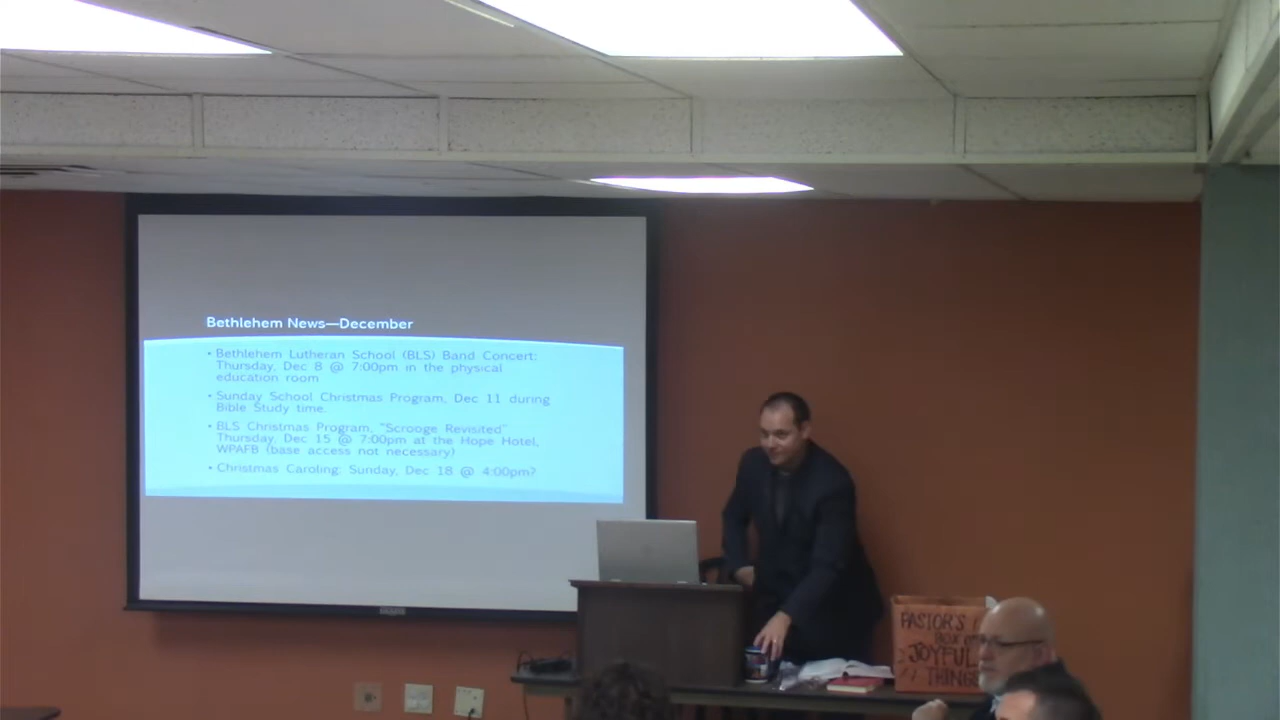 Bethlehem News—December
• Bethlehem Lutheran School (BLS) Band Concert:
Thursday, Dec 8 @ 7:00pm in the physical
education room
• Sunday School Christmas Program, Dec 11 during
Bible Study time.
• BLS Christmas Program, "Scrooge Revisited"
Thursday, Dec 15 @ 7:00pm at the Hope Hotel,
WPAFB (base access not necessary)
• Christmas Caroling: Sunday, Dec 18 @ 4:00pm?
PASTOR'S
BOX OF
JOYFUL
THINGS